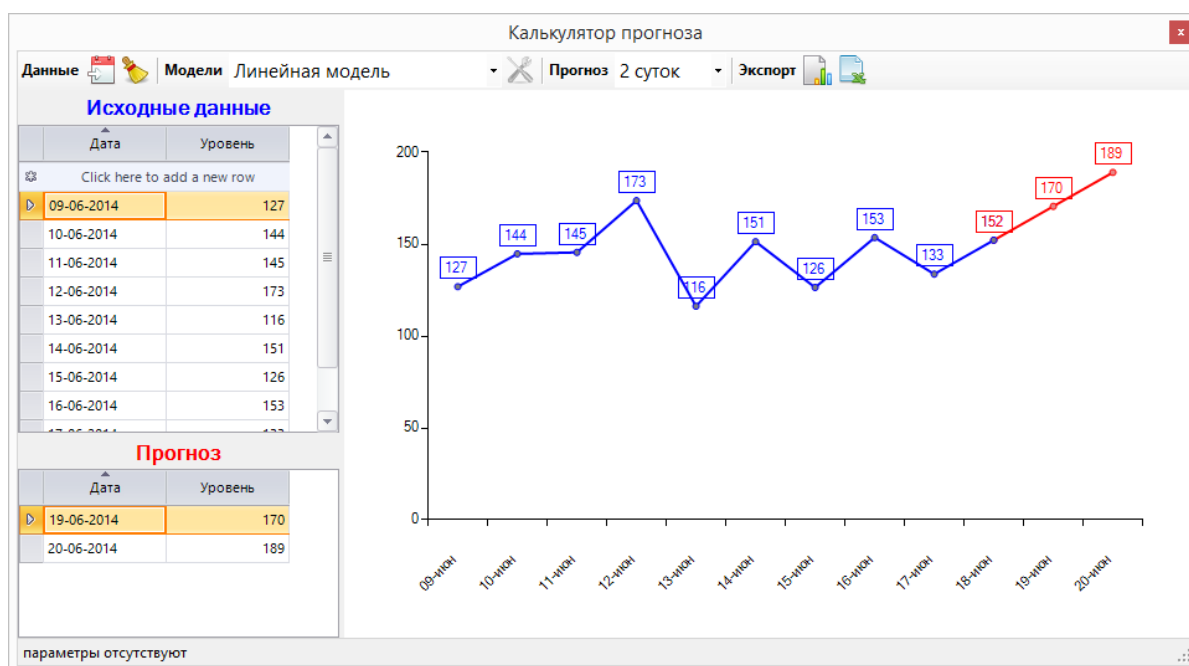 Калькулятор прогноза
x
Данные Модели Линейная модель Прогноз 2 суток Экспорт
Исходные данные
Дата Уровень
Click here to add a new row
09-06-2014 127
10-06-2014 144
11-06-2014 145
12-06-2014 173
13-06-2014 116
14-06-2014 151
15-06-2014 126
16-06-2014 153
17-06-2014 133
Прогноз
Дата Уровень
19-06-2014 170
20-06-2014 189
200
150
100
50
0
127
144
145
173
116
151
126
153
133
152
170
189
09-июн
10-июн
11-июн
12-июн
13-июн
14-июн
15-июн
16-июн
17-июн
18-июн
19-июн
20-июн
параметры отсутствуют